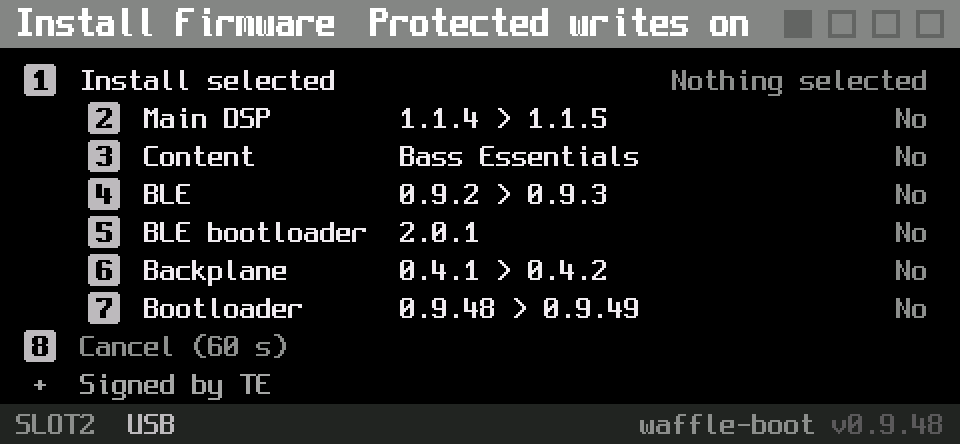 Install Firmware Protected writes on
1 Install selected Nothing selected
2 Main DSP 1.1.4 > 1.1.5 No
3 Content Bass Essentials No
4 BLE 0.9.2 > 0.9.3 No
5 BLE bootloader 2.0.1 No
6 Backplane 0.4.1 > 0.4.2 No
7 Bootloader 0.9.48 > 0.9.49 No
8 Cancel (60 s)
+ Signed by TE
SLOT2 USB waffle-boot v0.9.48